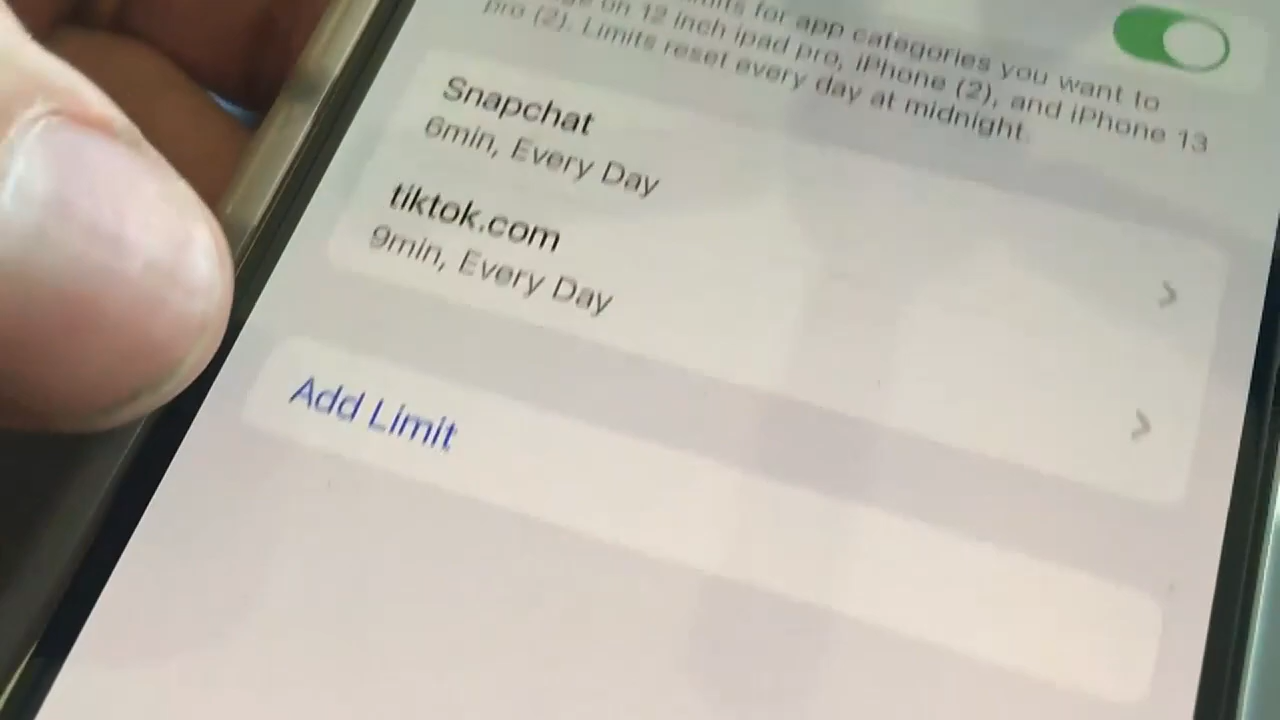 for app categories you want to
on 12 inch ipad pro, iPhone (2), and iPhone 13
pro (2). Limits reset every day at midnight.
Snapchat
6min, Every Day
tiktok.com
9min, Every Day
Add Limit